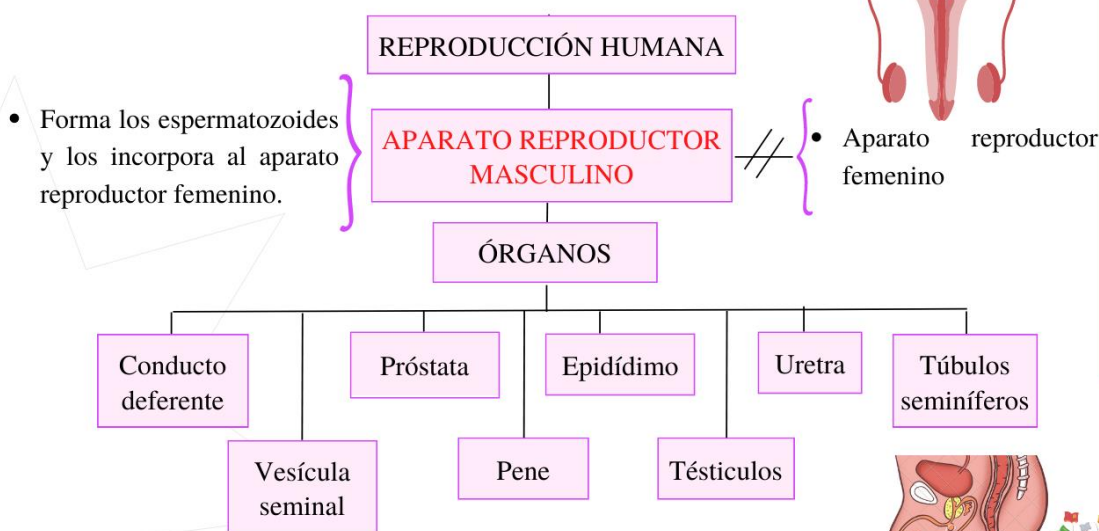 REPRODUCCIÓN HUMANA
• Forma los espermatozoides
y los incorpora al aparato
reproductor femenino.
APARATO REPRODUCTOR
MASCULINO
• Aparato reproductor
femenino
ÓRGANOS
Conducto
deferente
Vesícula
seminal
Próstata
Pene
Epidídimo
Tésticulos
Uretra
Túbulos
seminíferos